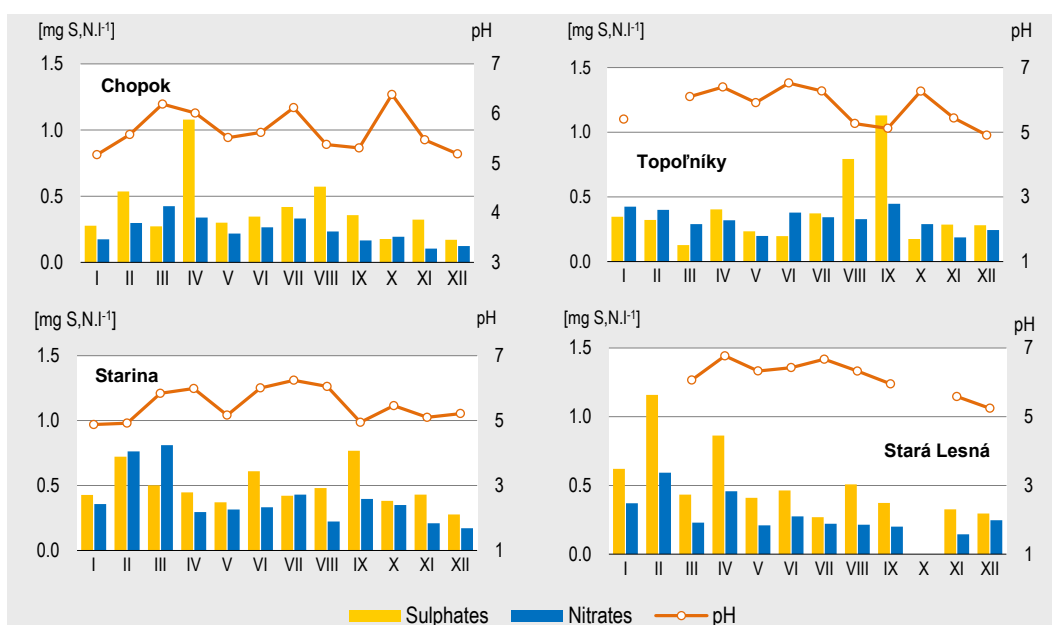 [mg S,N.l-1] pH
1.5 7
Chopok
6
1.0
5
0.5
4
0.0 3
I II III IV V VI VII VIII IX X XI XII
[mg S,N.l-1] pH
1.5 7
1.0 5
Topoľníky
0.5 3
0.0 1
I II III IV V VI VII VIII IX X XI XII
[mg S,N.l-1] pH
1.5 7
Starina
1.0 5
0.5 3
0.0 1
I II III IV V VI VII VIII IX X XI XII
[mg S,N.l-1] pH
1.5 7
1.0 5
Stará Lesná
0.5 3
0.0 1
I II III IV V VI VII VIII IX X XI XII
Sulphates Nitrates pH